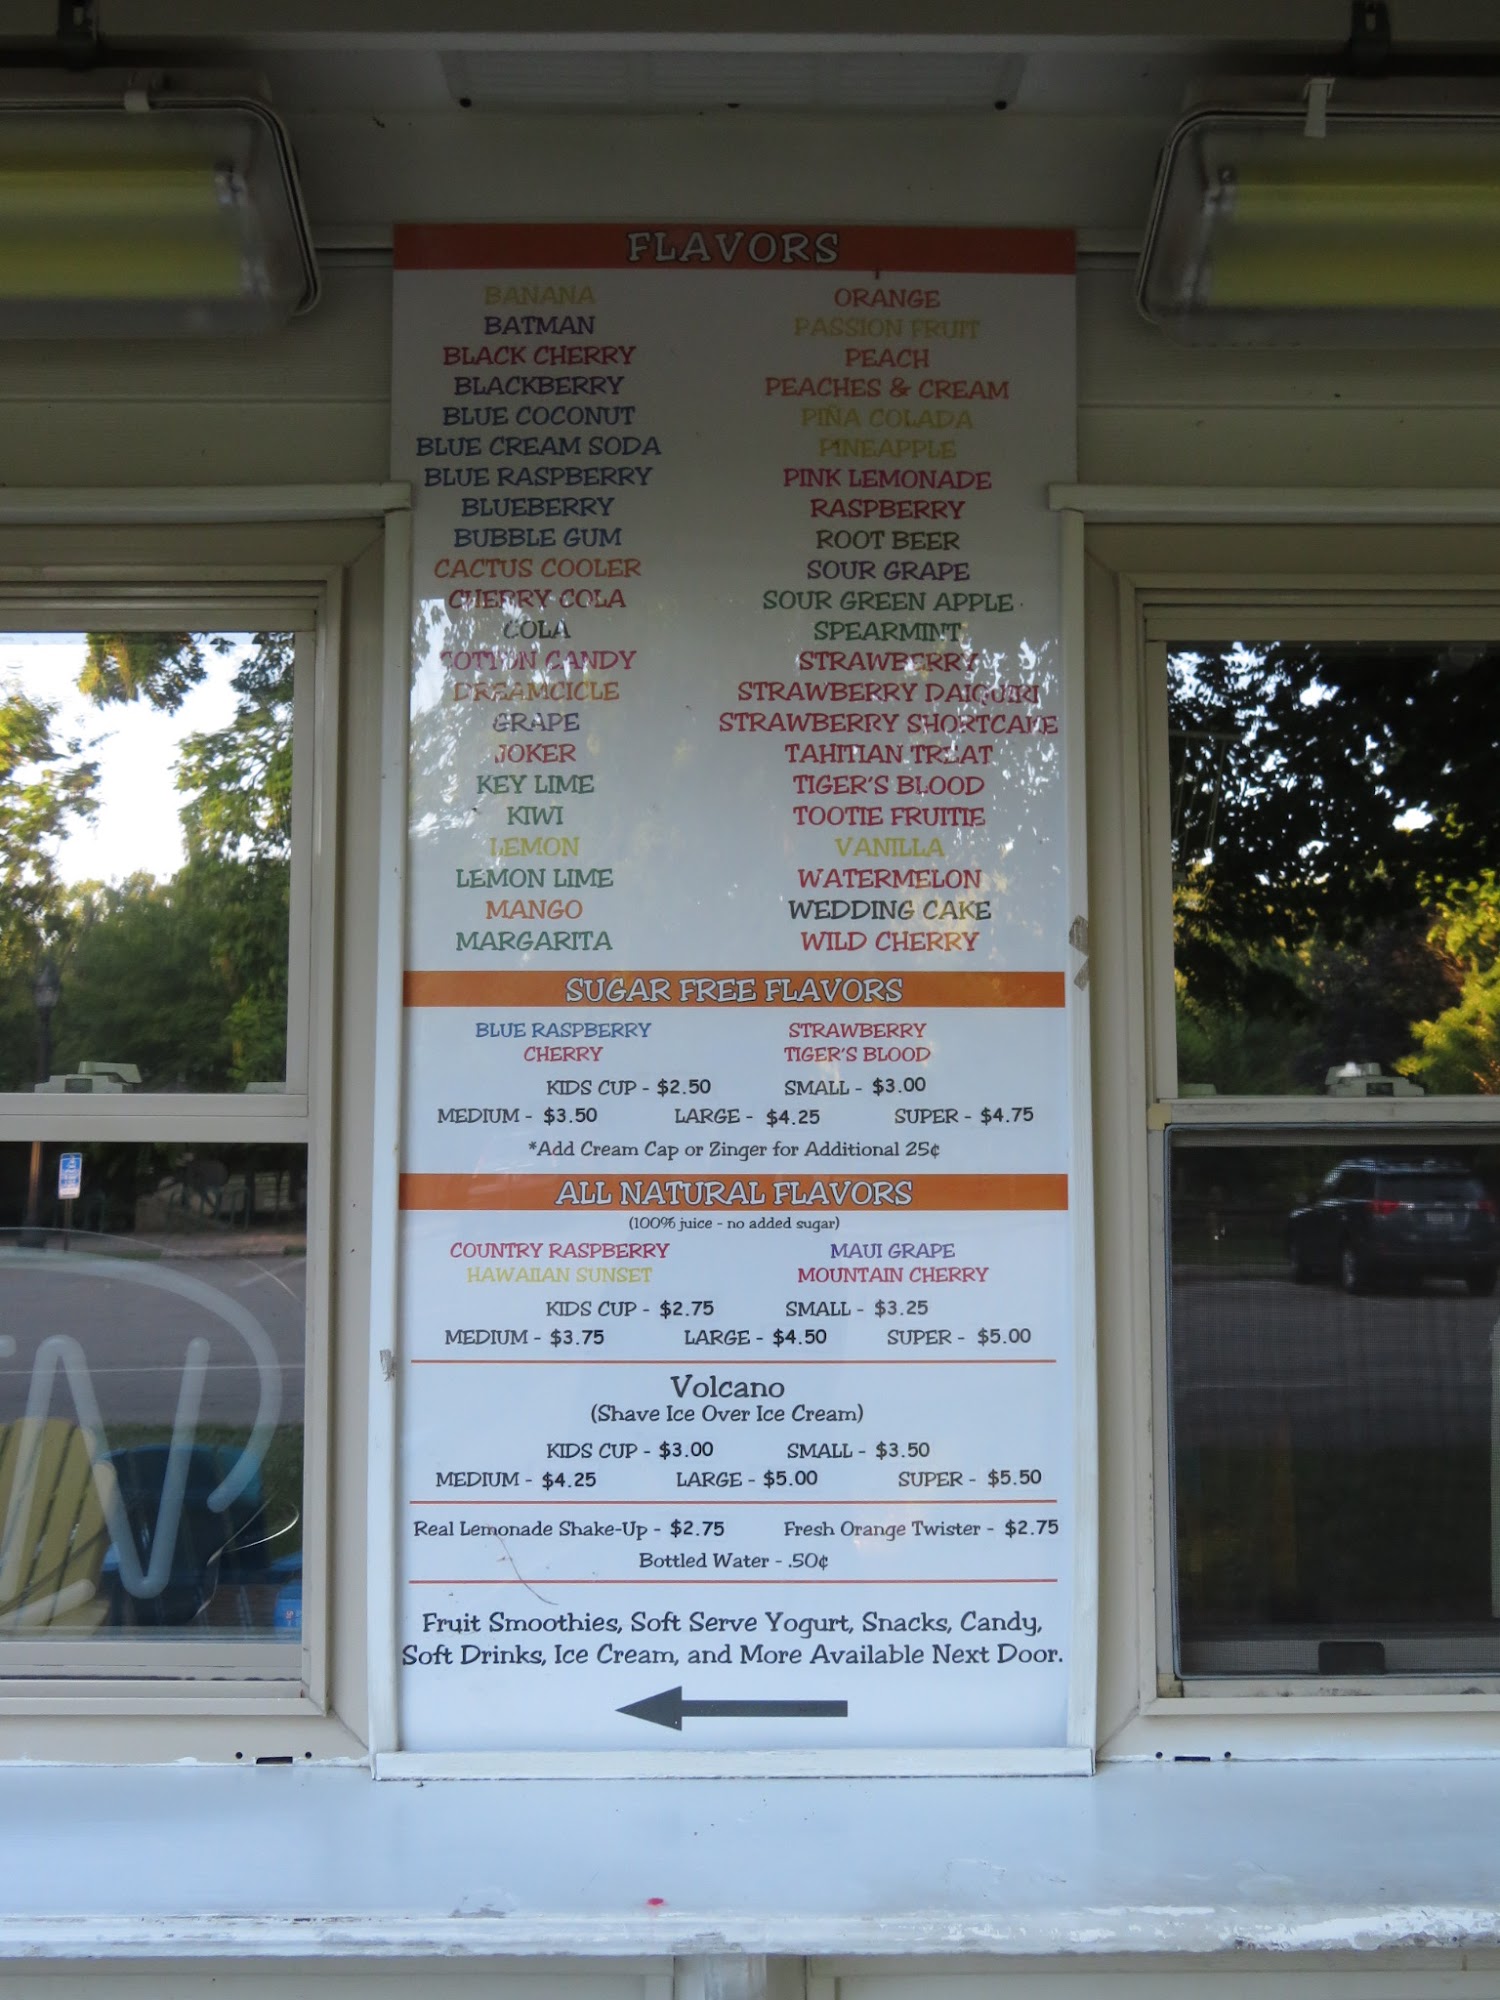 FLAVORS
BANANA
BATMAN
BLACK CHERRY
BLACKBERRY
BLUE COCONUT
BLUE CREAM SODA
BLUE RASPBERRY
BLUEBERRY
BUBBLE GUM
CACTUS COOLER
CHERRY COLA
COLA
COTTON CANDY
DREAMCICLE
GRAPE
JOKER
KEY LIME
KIWI
LEMON
LEMON LIME
MANGO
MARGARITA
ORANGE
PASSION FRUIT
PEACH
PEACHES & CREAM
PIÑA COLADA
PINEAPPLE
PINK LEMONADE
RASPBERRY
ROOT BEER
SOUR GRAPE
SOUR GREEN APPLE
SPEARMINT
STRAWBERRY
STRAWBERRY DAIQUIRI
STRAWBERRY SHORTCAKE
TAHITIAN TREAT
TIGER'S BLOOD
TOOTIE FRUITIE
VANILLA
WATERMELON
WEDDING CAKE
WILD CHERRY
SUGAR FREE FLAVORS
BLUE RASPBERRY STRAWBERRY
CHERRY TIGER'S BLOOD
KIDS CUP - $2.50 SMALL - $3.00
MEDIUM - $3.50 LARGE - $4.25 SUPER - $4.75
*Add Cream Cap or Zinger for Additional 25¢
ALL NATURAL FLAVORS
(100% juice - no added sugar)
COUNTRY RASPBERRY MAUI GRAPE
HAWAIIAN SUNSET MOUNTAIN CHERRY
KIDS CUP - $2.75 SMALL - $3.25
MEDIUM - $3.75 LARGE - $4.50 SUPER - $5.00
Volcano
(Shave Ice Over Ice Cream)
KIDS CUP - $3.00 SMALL - $3.50
MEDIUM - $4.25 LARGE - $5.00 SUPER - $5.50
Real Lemonade Shake-Up - $2.75 Fresh Orange Twister - $2.75
Bottled Water - .50¢
Fruit Smoothies, Soft Serve Yogurt, Snacks, Candy,
Soft Drinks, Ice Cream, and More Available Next Door.